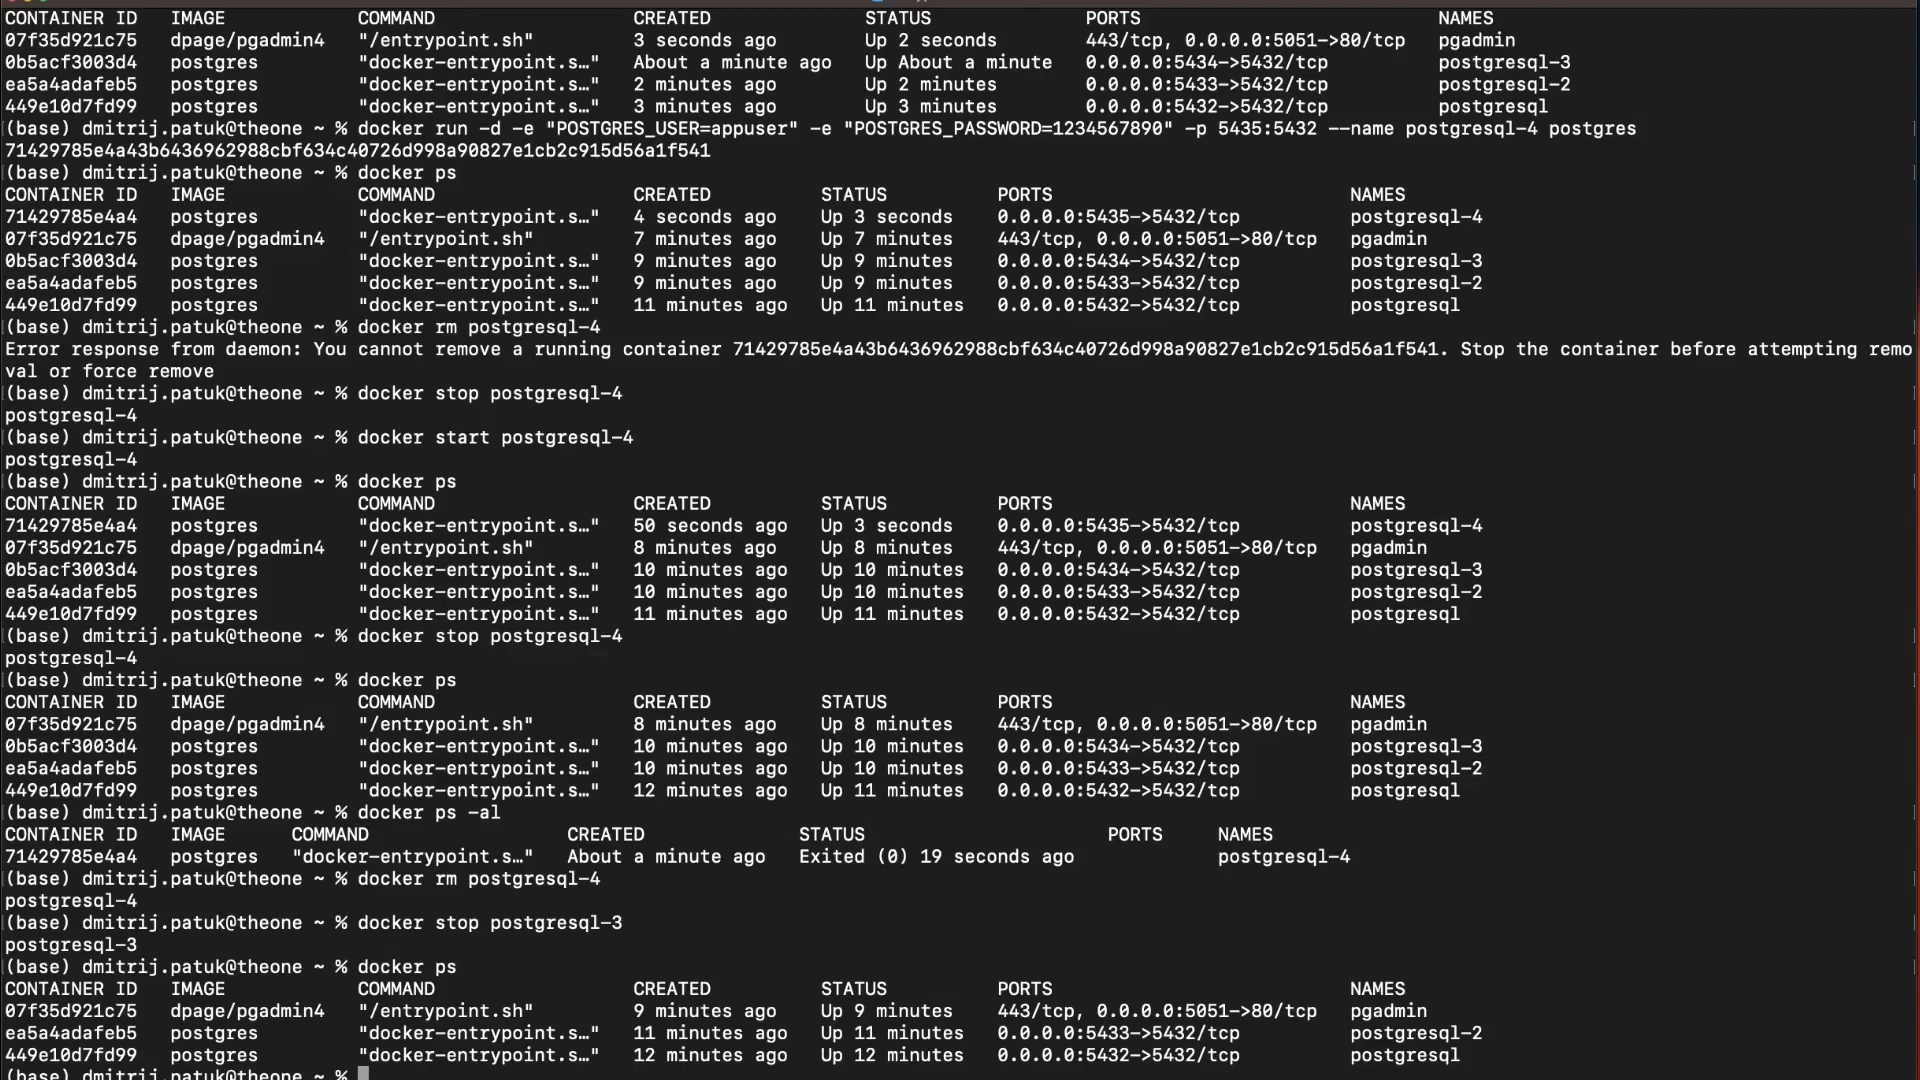 CONTAINER ID   IMAGE            COMMAND                  CREATED              STATUS              PORTS                           NAMES
07f35d921c75   dpage/pgadmin4   "/entrypoint.sh"         3 seconds ago        Up 2 seconds        443/tcp, 0.0.0.0:5051->80/tcp   pgadmin
0b5acf3003d4   postgres         "docker-entrypoint.s…"   About a minute ago   Up About a minute   0.0.0.0:5434->5432/tcp          postgresql-3
ea5a4adafeb5   postgres         "docker-entrypoint.s…"   2 minutes ago        Up 2 minutes        0.0.0.0:5433->5432/tcp          postgresql-2
449e10d7fd99   postgres         "docker-entrypoint.s…"   3 minutes ago        Up 3 minutes        0.0.0.0:5432->5432/tcp          postgresql
(base) dmitrij.patuk@theone ~ % docker run -d -e "POSTGRES_USER=appuser" -e "POSTGRES_PASSWORD=1234567890" -p 5435:5432 --name postgresql-4 postgres
71429785e4a43b6436962988cbf634c40726d998a90827e1cb2c915d56a1f541
(base) dmitrij.patuk@theone ~ % docker ps
CONTAINER ID   IMAGE            COMMAND                  CREATED          STATUS          PORTS                           NAMES
71429785e4a4   postgres         "docker-entrypoint.s…"   4 seconds ago    Up 3 seconds    0.0.0.0:5435->5432/tcp          postgresql-4
07f35d921c75   dpage/pgadmin4   "/entrypoint.sh"         7 minutes ago    Up 7 minutes    443/tcp, 0.0.0.0:5051->80/tcp   pgadmin
0b5acf3003d4   postgres         "docker-entrypoint.s…"   9 minutes ago    Up 9 minutes    0.0.0.0:5434->5432/tcp          postgresql-3
ea5a4adafeb5   postgres         "docker-entrypoint.s…"   9 minutes ago    Up 9 minutes    0.0.0.0:5433->5432/tcp          postgresql-2
449e10d7fd99   postgres         "docker-entrypoint.s…"   11 minutes ago   Up 11 minutes   0.0.0.0:5432->5432/tcp          postgresql
(base) dmitrij.patuk@theone ~ % docker rm postgresql-4
Error response from daemon: You cannot remove a running container 71429785e4a43b6436962988cbf634c40726d998a90827e1cb2c915d56a1f541. Stop the container before attempting remo
val or force remove
(base) dmitrij.patuk@theone ~ % docker stop postgresql-4
postgresql-4
(base) dmitrij.patuk@theone ~ % docker start postgresql-4
postgresql-4
(base) dmitrij.patuk@theone ~ % docker ps
CONTAINER ID   IMAGE            COMMAND                  CREATED          STATUS          PORTS                           NAMES
71429785e4a4   postgres         "docker-entrypoint.s…"   50 seconds ago   Up 3 seconds    0.0.0.0:5435->5432/tcp          postgresql-4
07f35d921c75   dpage/pgadmin4   "/entrypoint.sh"         8 minutes ago    Up 8 minutes    443/tcp, 0.0.0.0:5051->80/tcp   pgadmin
0b5acf3003d4   postgres         "docker-entrypoint.s…"   10 minutes ago   Up 10 minutes   0.0.0.0:5434->5432/tcp          postgresql-3
ea5a4adafeb5   postgres         "docker-entrypoint.s…"   10 minutes ago   Up 10 minutes   0.0.0.0:5433->5432/tcp          postgresql-2
449e10d7fd99   postgres         "docker-entrypoint.s…"   11 minutes ago   Up 11 minutes   0.0.0.0:5432->5432/tcp          postgresql
(base) dmitrij.patuk@theone ~ % docker stop postgresql-4
postgresql-4
(base) dmitrij.patuk@theone ~ % docker ps
CONTAINER ID   IMAGE            COMMAND                  CREATED          STATUS          PORTS                           NAMES
07f35d921c75   dpage/pgadmin4   "/entrypoint.sh"         8 minutes ago    Up 8 minutes    443/tcp, 0.0.0.0:5051->80/tcp   pgadmin
0b5acf3003d4   postgres         "docker-entrypoint.s…"   10 minutes ago   Up 10 minutes   0.0.0.0:5434->5432/tcp          postgresql-3
ea5a4adafeb5   postgres         "docker-entrypoint.s…"   10 minutes ago   Up 10 minutes   0.0.0.0:5433->5432/tcp          postgresql-2
449e10d7fd99   postgres         "docker-entrypoint.s…"   12 minutes ago   Up 11 minutes   0.0.0.0:5432->5432/tcp          postgresql
(base) dmitrij.patuk@theone ~ % docker ps -al
CONTAINER ID   IMAGE      COMMAND                  CREATED              STATUS                      PORTS     NAMES
71429785e4a4   postgres   "docker-entrypoint.s…"   About a minute ago   Exited (0) 19 seconds ago             postgresql-4
(base) dmitrij.patuk@theone ~ % docker rm postgresql-4
postgresql-4
(base) dmitrij.patuk@theone ~ % docker stop postgresql-3
postgresql-3
(base) dmitrij.patuk@theone ~ % docker ps
CONTAINER ID   IMAGE            COMMAND                  CREATED          STATUS          PORTS                           NAMES
07f35d921c75   dpage/pgadmin4   "/entrypoint.sh"         9 minutes ago    Up 9 minutes    443/tcp, 0.0.0.0:5051->80/tcp   pgadmin
ea5a4adafeb5   postgres         "docker-entrypoint.s…"   11 minutes ago   Up 11 minutes   0.0.0.0:5433->5432/tcp          postgresql-2
449e10d7fd99   postgres         "docker-entrypoint.s…"   12 minutes ago   Up 12 minutes   0.0.0.0:5432->5432/tcp          postgresql
(base) dmitrij.patuk@theone ~ %